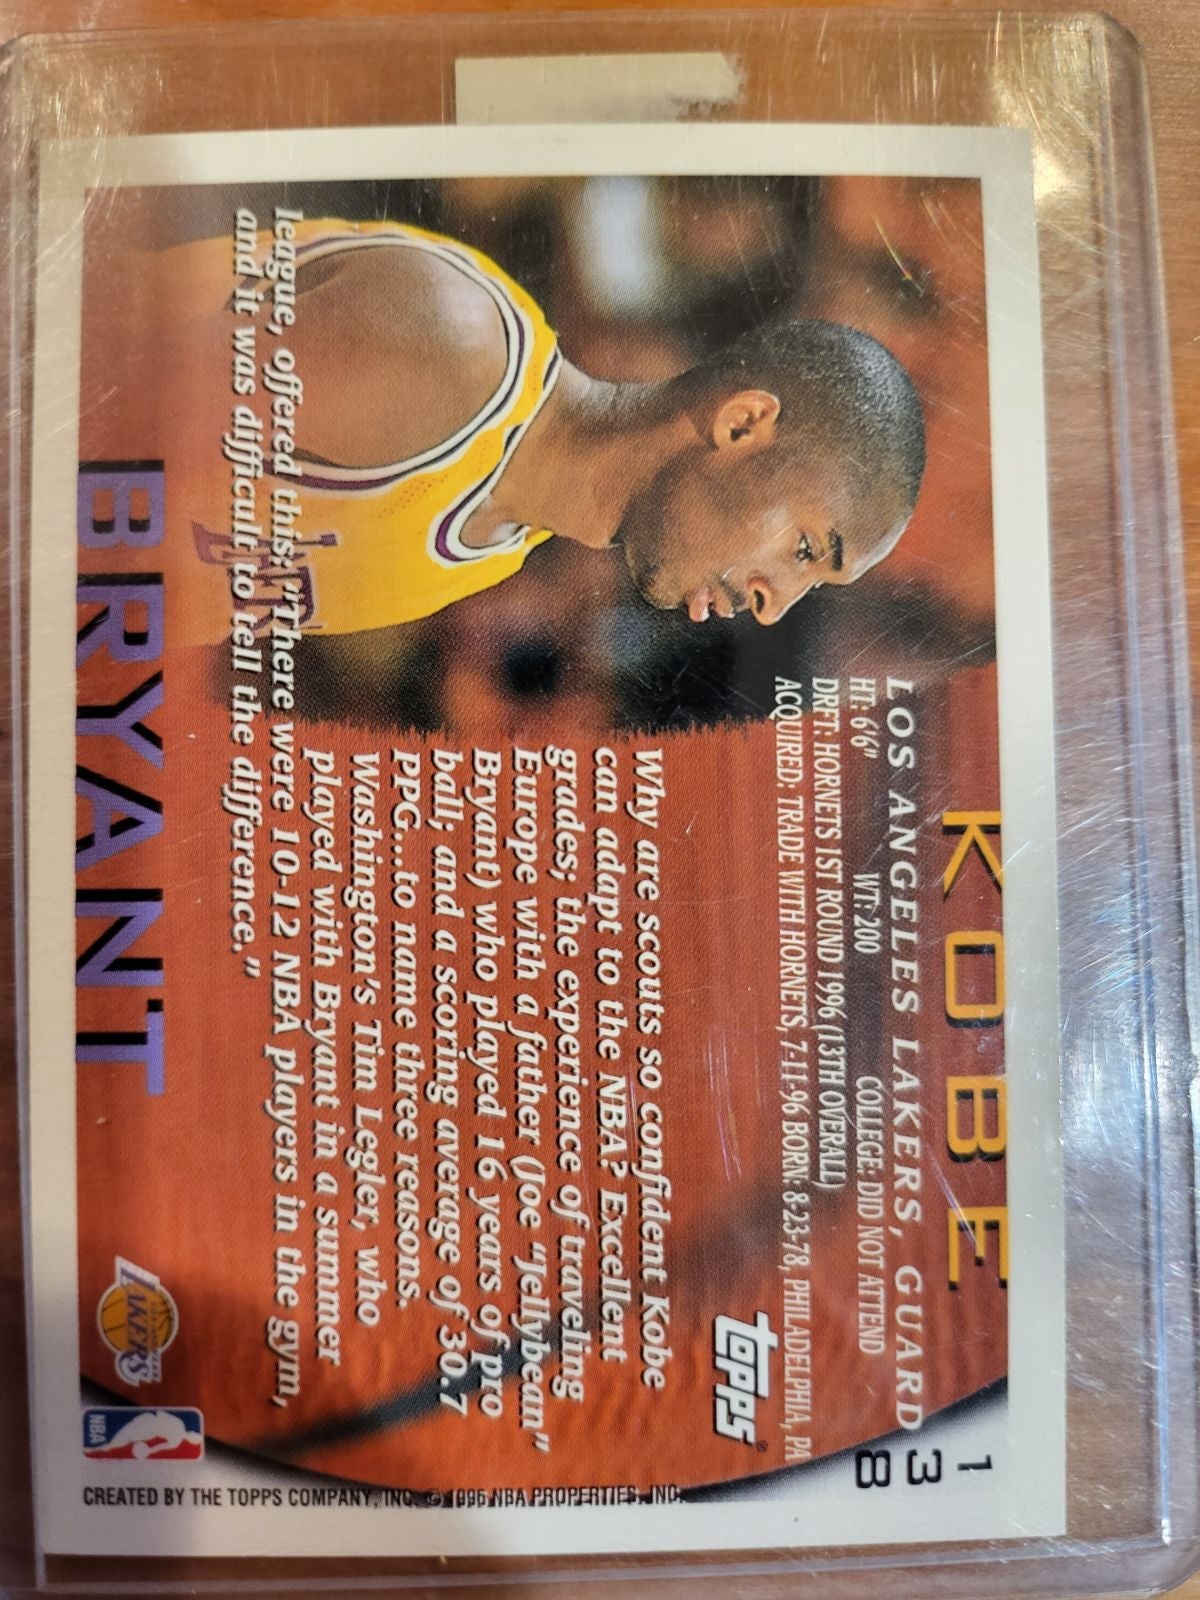 KOBE
138
LOS ANGELES LAKERS, GUARD
HT: 6'6" WT: 200 COLLEGE: DID NOT ATTEND
DRFT: HORNETS 1ST ROUND 1996 (13TH OVERALL)
ACQUIRED: TRADE WITH HORNETS, 7-11-96 BORN: 8-23-78, PHILADELPHIA, PA
Topps
Why are scouts so confident Kobe
can adapt to the NBA? Excellent
grades; the experience of traveling
Europe with a father (Joe "Jellybean"
Bryant) who played 16 years of pro
ball; and a scoring average of 30.7
PPG...to name three reasons.
Washington's Tim Legler, who
played with Bryant in a summer
league, offered this: "There were 10-12 NBA players in the gym,
and it was difficult to tell the difference."
BRYANT
LAKERS
NBA
CREATED BY THE TOPPS COMPANY, INC. © 1996 NBA PROPERTIES, INC.